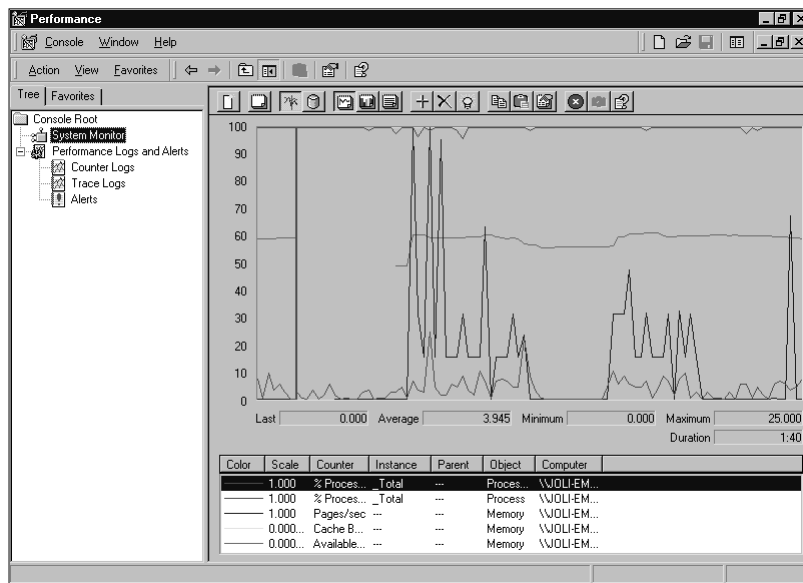 Performance
Console Window Help
Action View Favorites
Tree Favorites
Console Root
System Monitor
Performance Logs and Alerts
Counter Logs
Trace Logs
Alerts
100
90
80
70
60
50
40
30
20
10
0
Last 0.000 Average 3.945 Minimum 0.000 Maximum 25.000
Duration 1:40
Color Scale Counter Instance Parent Object Computer
1.000 % Proces... _Total --- Proces... \\JOLI-EM...
1.000 % Proces... _Total --- Process \\JOLI-EM...
1.000 Pages/sec --- --- Memory \\JOLI-EM...
0.000... Cache B... --- --- Memory \\JOLI-EM...
0.000... Available... --- --- Memory \\JOLI-EM...